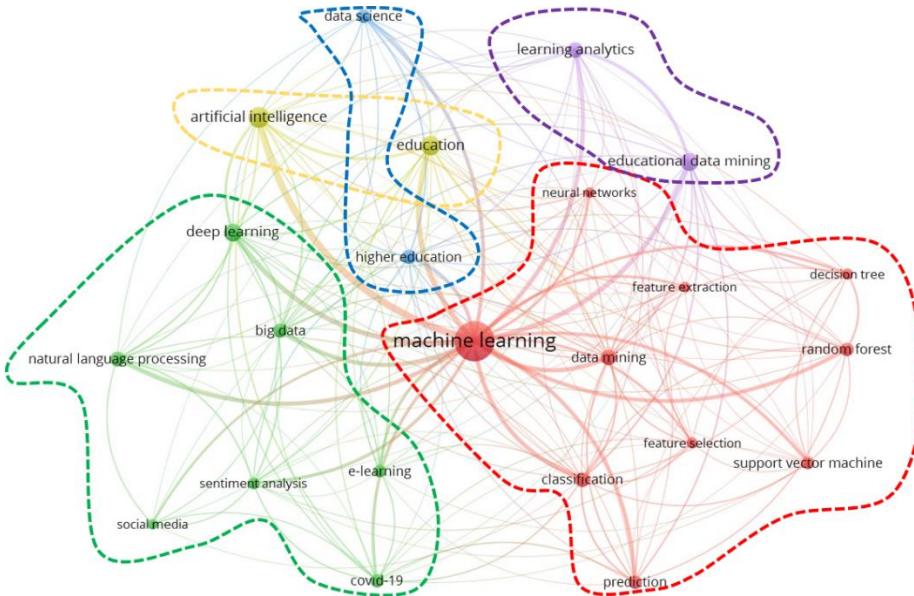 data science
learning analytics
artificial intelligence
education
educational data mining
neural networks
deep learning
higher education
decision tree
feature extraction
big data
machine learning
natural language processing
data mining
random forest
feature selection
support vector machine
e-learning
classification
sentiment analysis
social media
covid-19
prediction